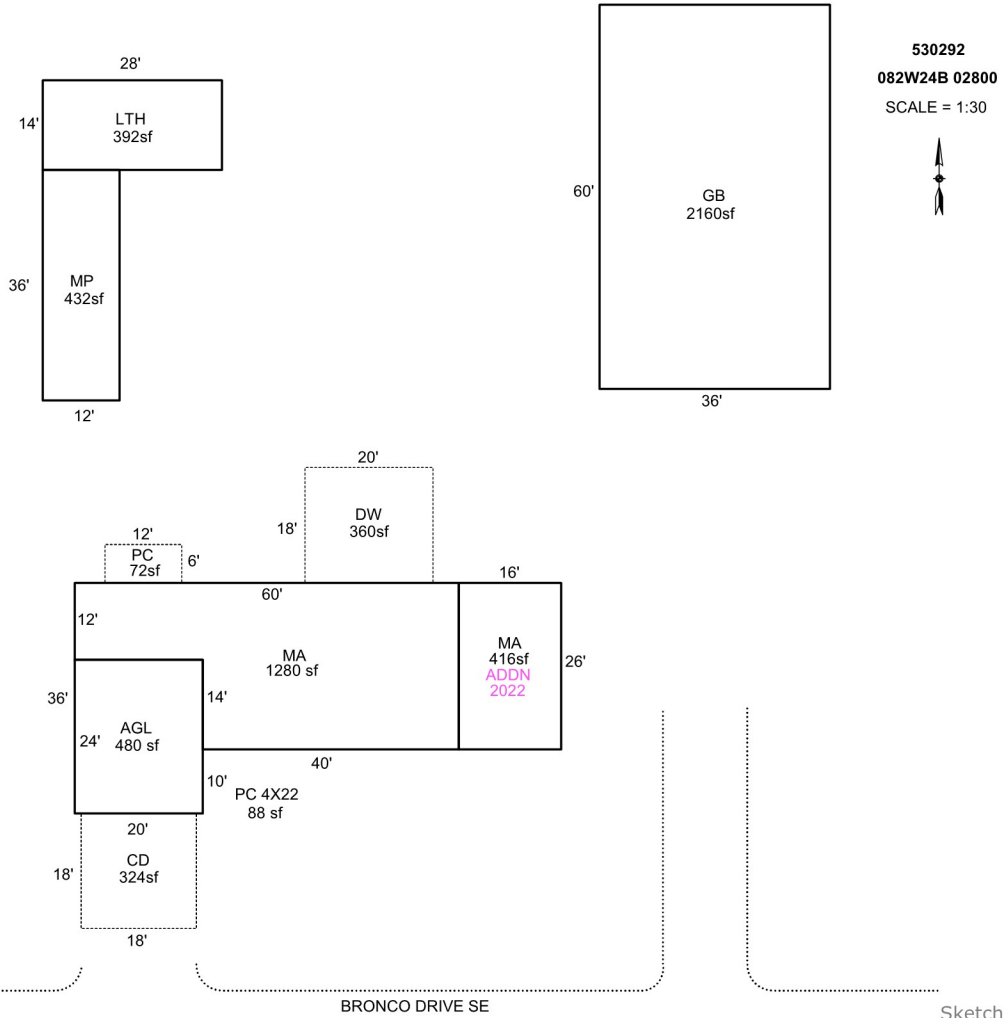 530292
082W24B 02800
SCALE = 1:30
28'
14'
LTH
392sf
36'
MP
432sf
12'
60'
GB
2160sf
36'
20'
18'
DW
360sf
12'
PC
72sf
6'
60'
16'
12'
MA
1280 sf
MA
416sf
ADDN
2022
26'
36'
14'
AGL
480 sf
24'
40'
10'
PC 4X22
88 sf
20'
CD
324sf
18'
18'
BRONCO DRIVE SE
Sketch